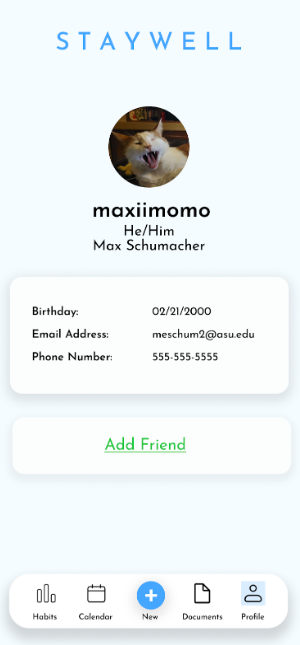 STAYWELL
maxiimomo
He/Him
Max Schumacher
Birthday: 02/21/2000
Email Address: meschum2@asu.edu
Phone Number: 555-555-5555
Add Friend
Habits Calendar New Documents Profile